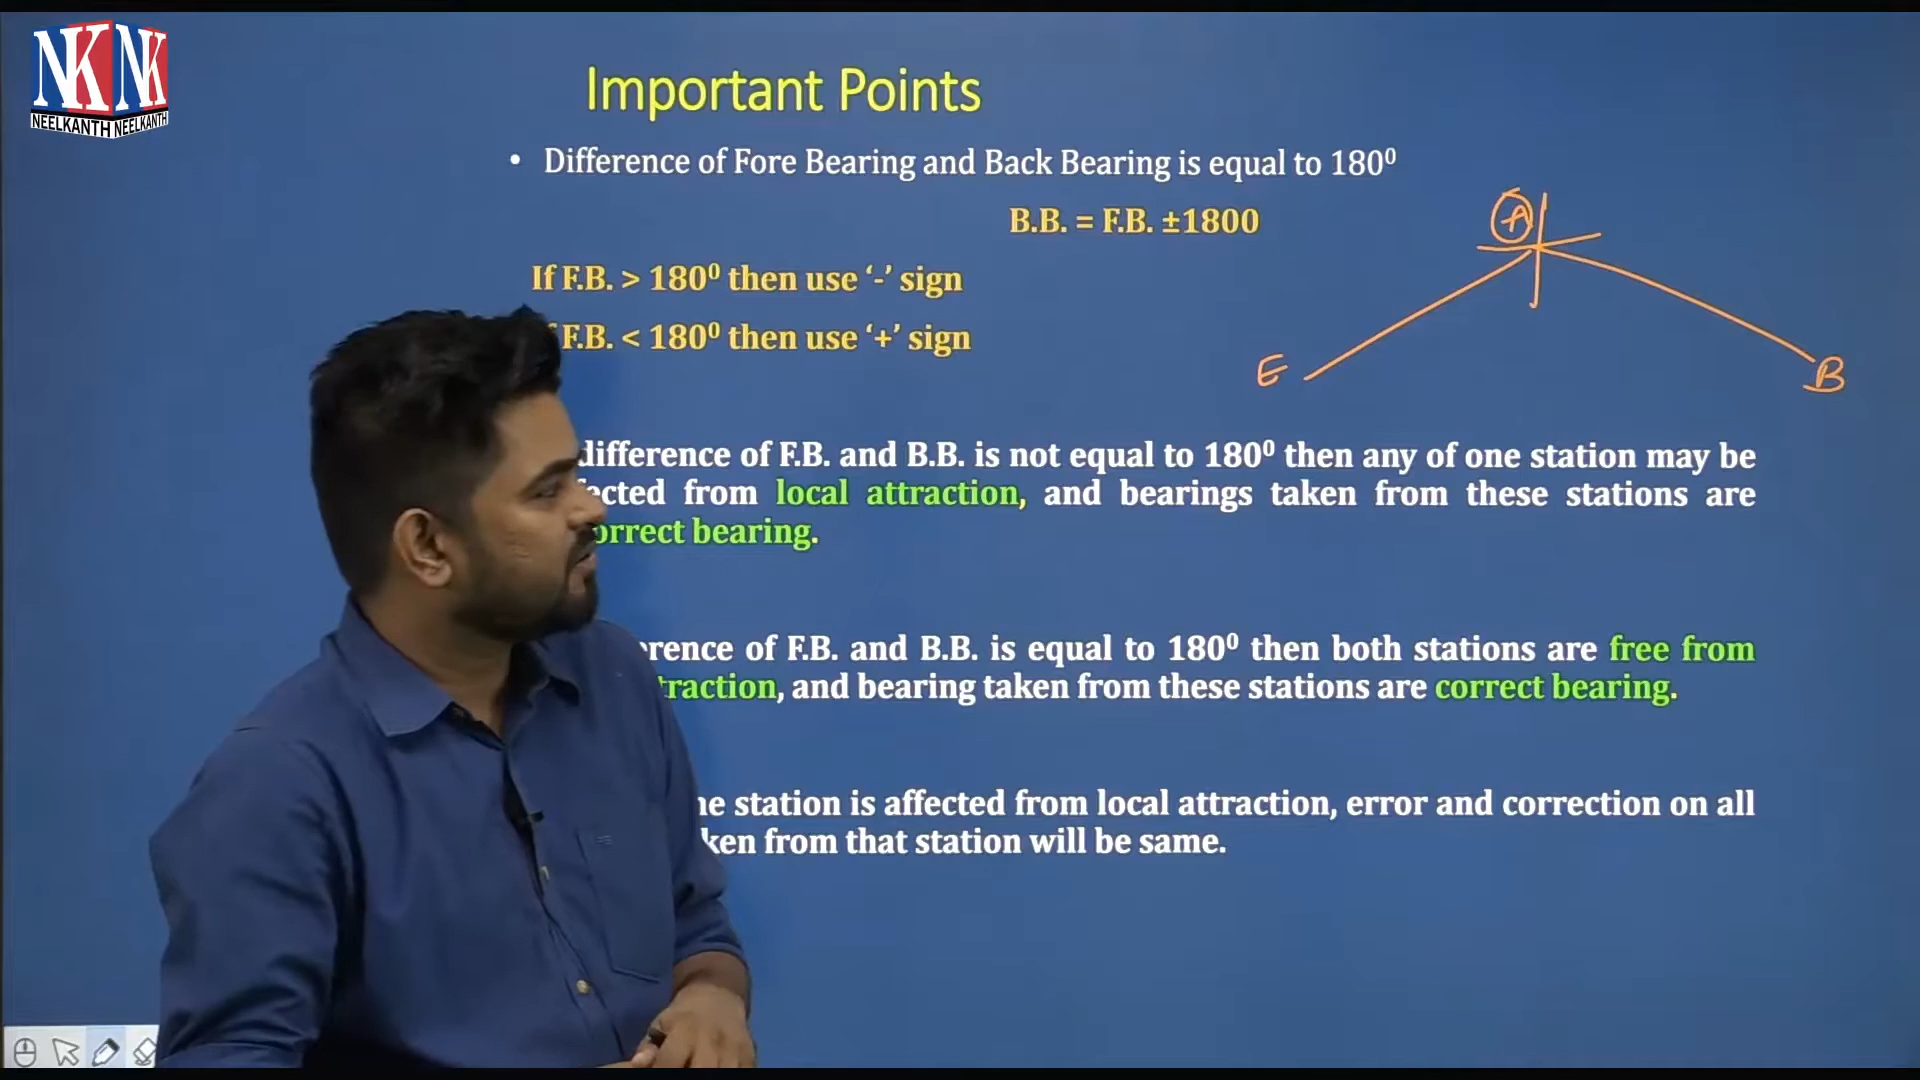 NK NK
NEELKANTH NEELKANTH
Important Points
• Difference of Fore Bearing and Back Bearing is equal to 180⁰
B.B. = F.B. ±1800
If F.B. > 180⁰ then use ‘-’ sign
F.B. < 180⁰ then use ‘+’ sign
A
E
B
difference of F.B. and B.B. is not equal to 180⁰ then any of one station may be
from local attraction, and bearings taken from these stations are
bearing.
of F.B. and B.B. is equal to 180⁰ then both stations are free from
and bearing taken from these stations are correct bearing.
station is affected from local attraction, error and correction on all
from that station will be same.